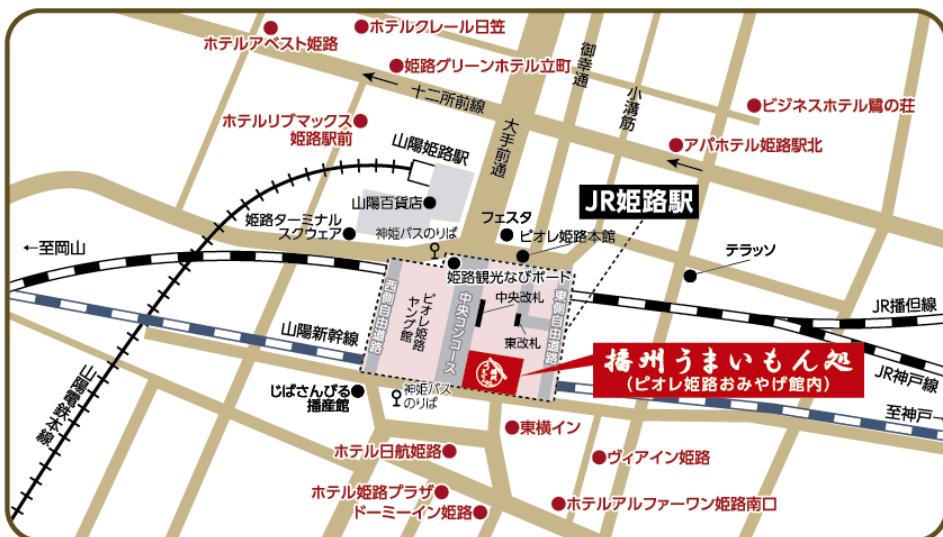 ホテルアベスト姫路
ホテルクレール日笠
姫路グリーンホテル立町
十二所前線
御幸通
小溝筋
大手前通
ビジネスホテル鷺の荘
アパホテル姫路駅北
ホテルリブマックス
姫路駅前
山陽姫路駅
山陽百貨店
姫路ターミナル
スクウェア
神姫バスのりば
フェスタ
ピオレ姫路本館
JR姫路駅
テラッソ
←至岡山
姫路観光なびポート
西側自由通路
ピオレ姫路
ヤング館
中央コンコース
中央改札
東改札
東側自由通路
JR播但線
JR神戸線
至神戸→
山陽新幹線
山陽電鉄本線
播州うまいもん処
(ピオレ姫路おみやげ館内)
じばさんびる
播産館
神姫バス
のりば
東横イン
ホテル日航姫路
ヴィアイン姫路
ホテル姫路プラザ
ドーミーイン姫路
ホテルアルファーワン姫路南口